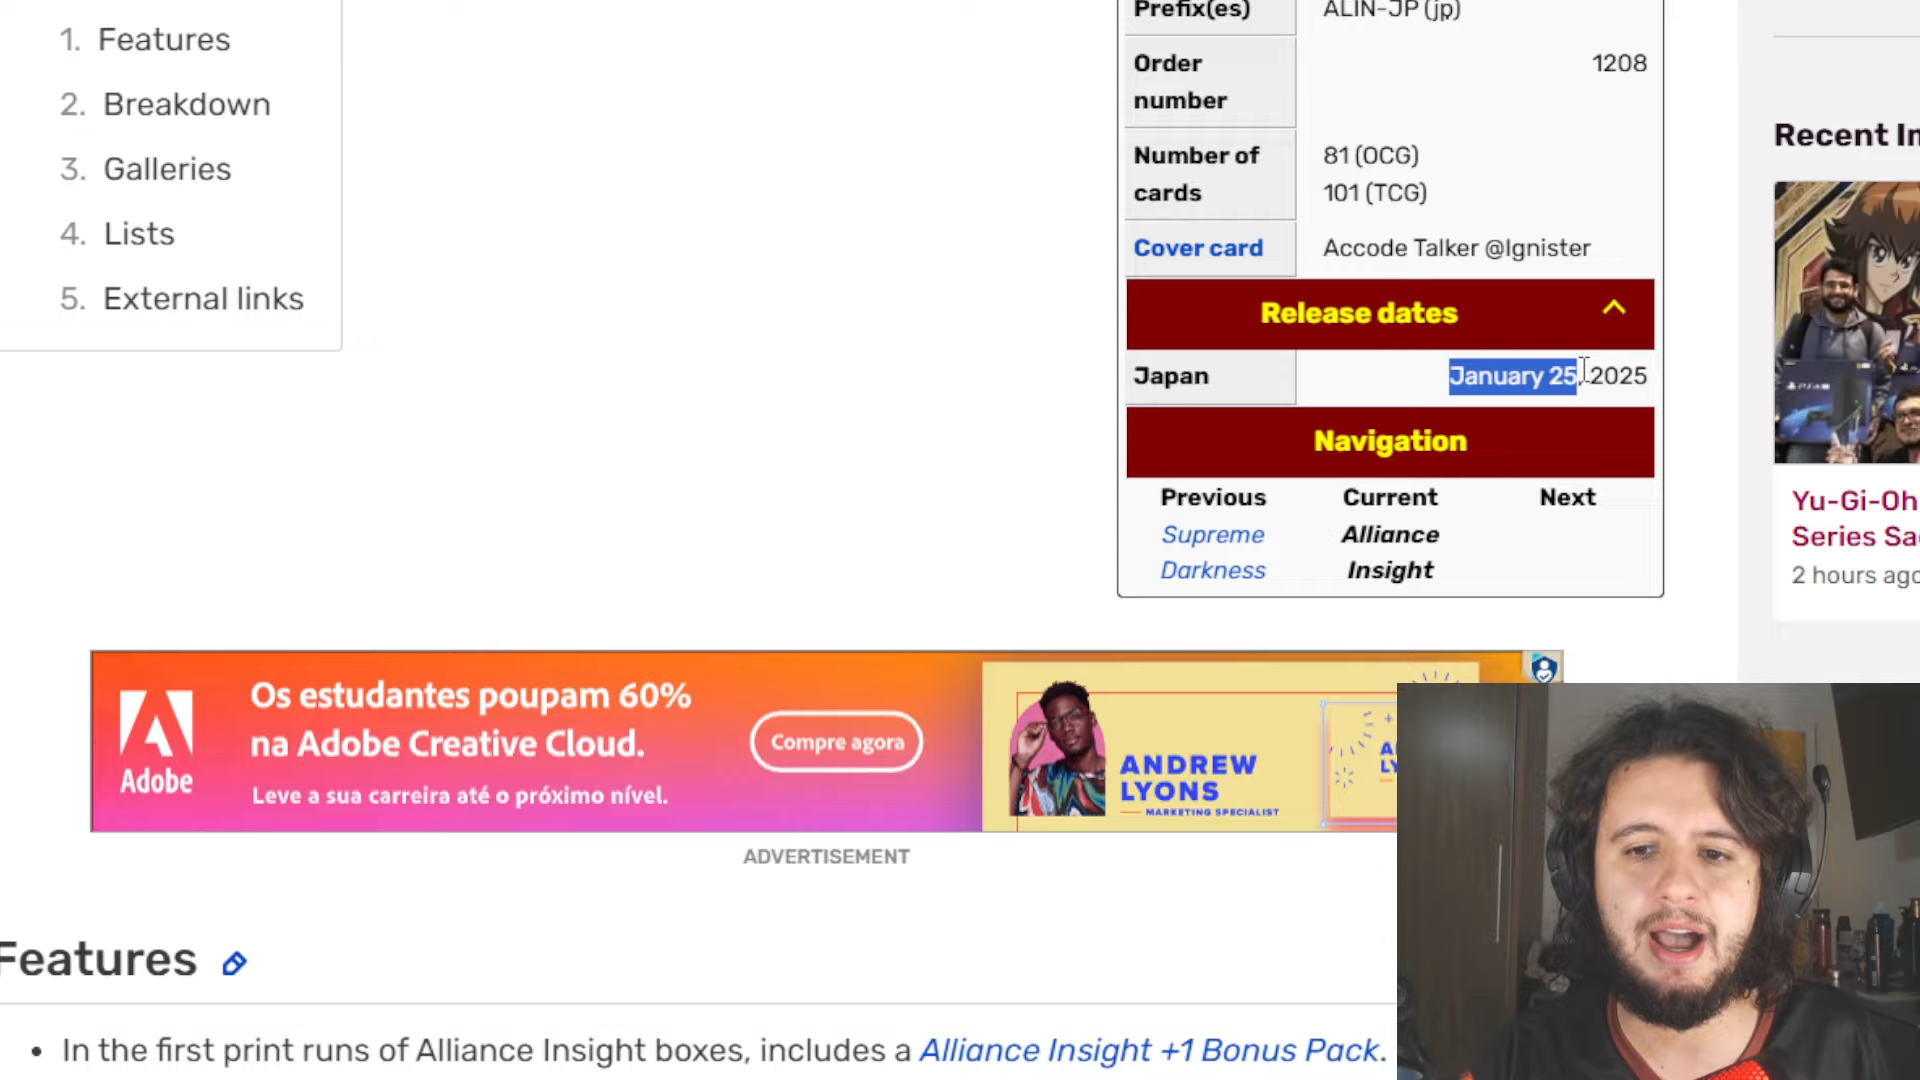 1. Features
2. Breakdown
3. Galleries
4. Lists
5. External links
Prefix(es) ALIN-JP (jp)
Order number 1208
Number of cards 81 (OCG)
101 (TCG)
Cover card Accode Talker @Ignister
Release dates
Japan January 25, 2025
Navigation
Previous Current Next
Supreme Darkness Alliance Insight
Recent
Yu-Gi-Oh
Series
2 hours ago
Adobe
Os estudantes poupam 60%
na Adobe Creative Cloud.
Leve a sua carreira até o próximo nível.
Compre agora
ANDREW
LYONS
MARKETING SPECIALIST
ADVERTISEMENT
Features
• In the first print runs of Alliance Insight boxes, includes a Alliance Insight +1 Bonus Pack.